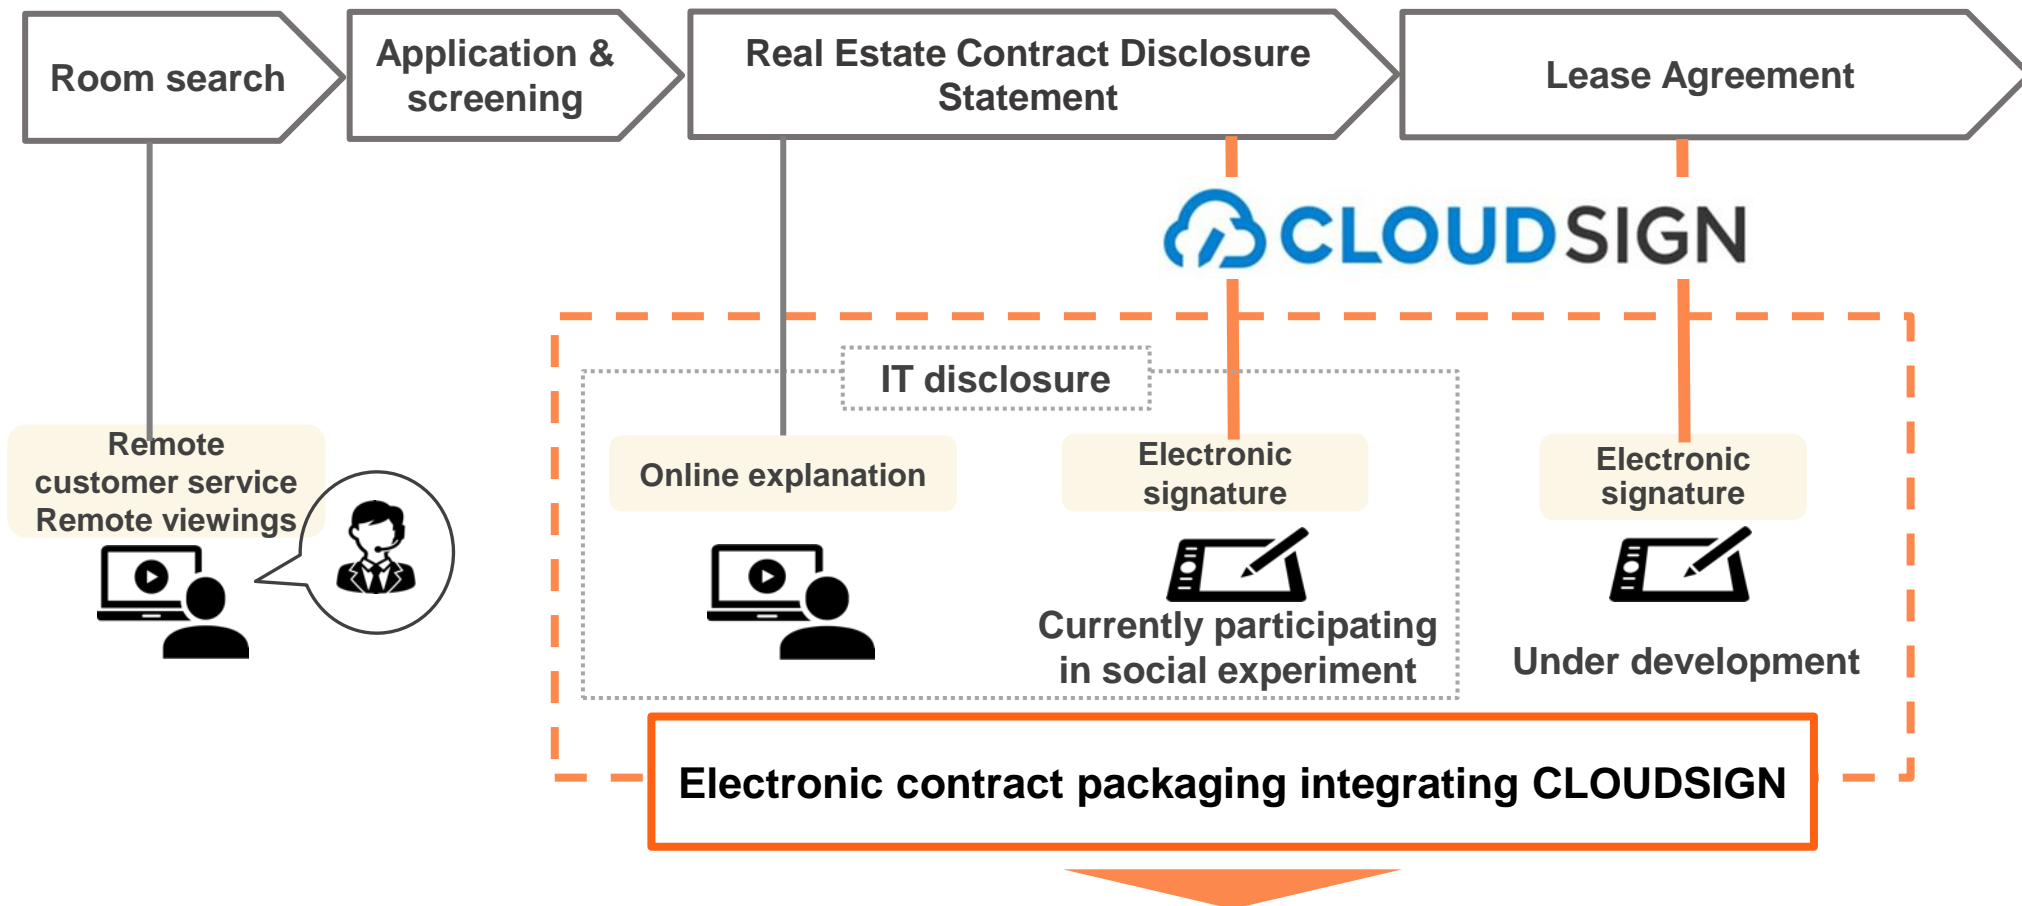 Room search
Application &
screening
Real Estate Contract Disclosure
Statement
Lease Agreement
CLOUDSIGN
IT disclosure
Remote
customer service
Remote viewings
Online explanation
Electronic
signature
Electronic
signature
Currently participating
in social experiment
Under development
Electronic contract packaging integrating CLOUDSIGN